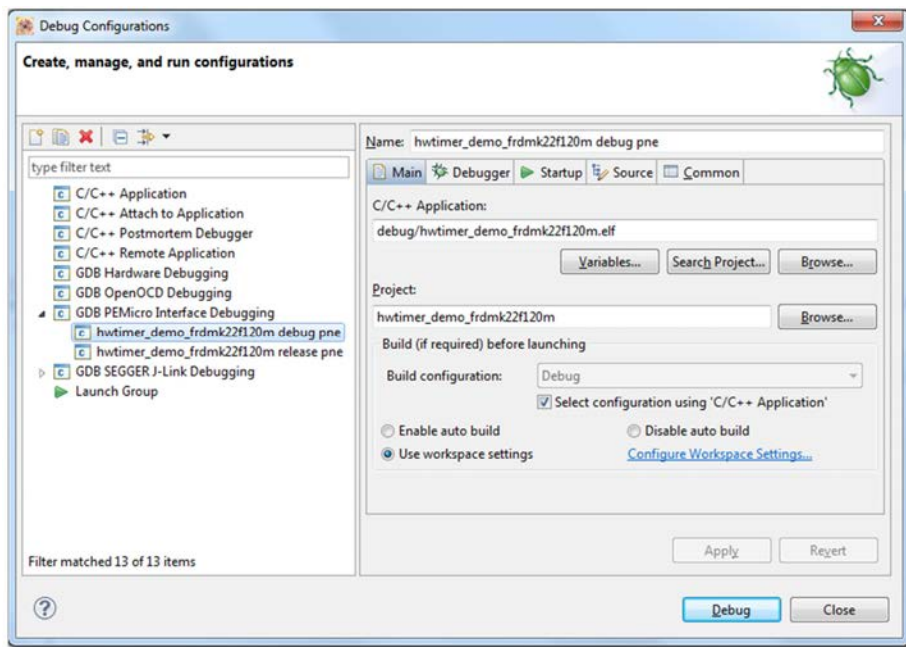 Debug Configurations
Create, manage, and run configurations
type filter text
C/C++ Application
C/C++ Attach to Application
C/C++ Postmortem Debugger
C/C++ Remote Application
GDB Hardware Debugging
GDB OpenOCD Debugging
GDB PEMicro Interface Debugging
hwtimer_demo_frdmk22f120m debug pne
hwtimer_demo_frdmk22f120m release pne
GDB SEGGER J-Link Debugging
Launch Group
Filter matched 13 of 13 items
Name: hwtimer_demo_frdmk22f120m debug pne
Main Debugger Startup Source Common
C/C++ Application:
debug/hwtimer_demo_frdmk22f120m.elf
Variables... Search Project... Browse...
Project:
hwtimer_demo_frdmk22f120m Browse...
Build (if required) before launching
Build configuration: Debug
Select configuration using 'C/C++ Application'
Enable auto build Disable auto build
Use workspace settings Configure Workspace Settings...
Apply Revert
Debug Close